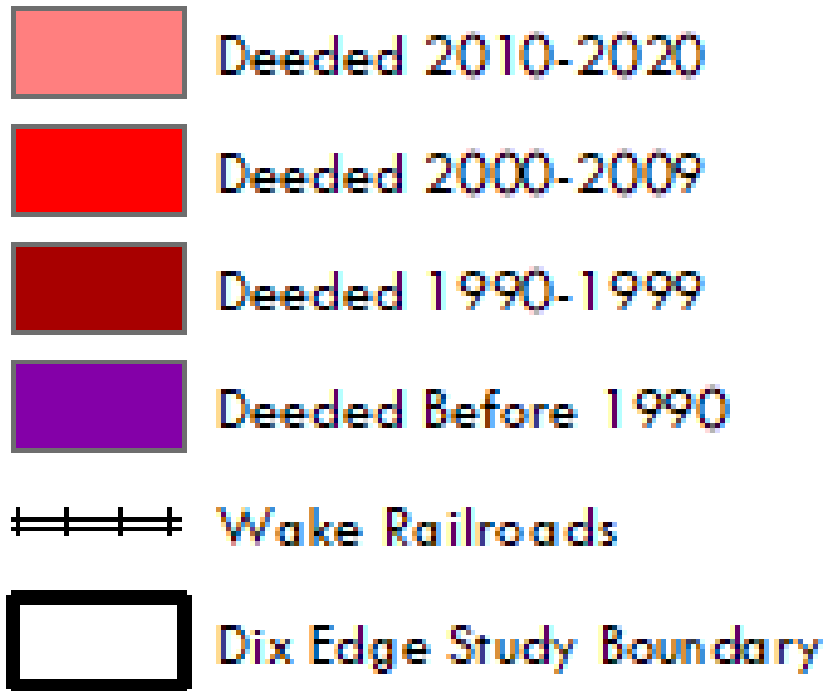 Deeded 2010-2020
Deeded 2000-2009
Deeded 1990-1999
Deeded Before 1990
Wake Railroads
Dix Edge Study Boundary